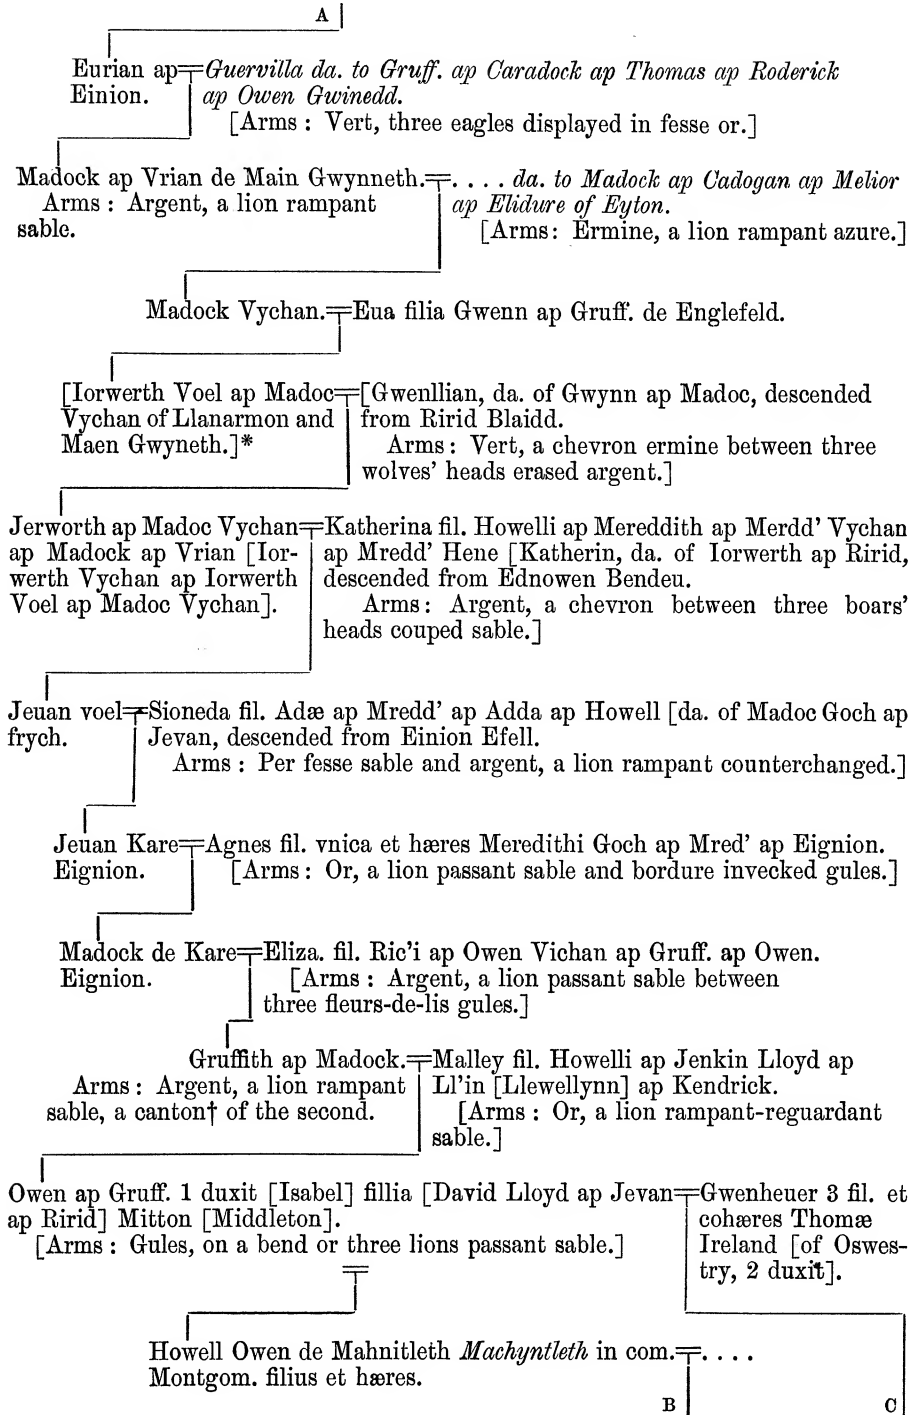 A
Eurian ap Guervilla da. to Gruff. ap Caradock ap Thomas ap Roderick
Einion. ap Owen Gwinedd.
[Arms : Vert, three eagles displayed in fesse or.]
Madock ap Vrian de Main Gwynneth. . . . . da. to Madock ap Cadogan ap Melior
Arms : Argent, a lion rampant ap Elidure of Eyton.
sable. [Arms : Ermine, a lion rampant azure.]
Madock Vychan. Eua filia Gwenn ap Gruff. de Englefeld.
[Iorwerth Voel ap Madoc [Gwenllian, da. of Gwynn ap Madoc, descended
Vychan of Llanarmon and from Ririd Blaidd.
Maen Gwyneth.]* Arms : Vert, a chevron ermine between three
wolves' heads erased argent.]
Jerworth ap Madoc Vychan Katherina fil. Howelli ap Mereddith ap Merdd' Vychan
ap Madock ap Vrian [Ior- ap Mredd' Hene [Katherin, da. of Iorwerth ap Ririd,
werth Vychan ap Iorwerth descended from Ednowen Bendeu.
Voel ap Madoc Vychan]. Arms : Argent, a chevron between three boars'
heads couped sable.]
Jeuan voel Sioneda fil. Adæ ap Mredd' ap Adda ap Howell [da. of Madoc Goch ap
frych. Jevan, descended from Einion Efell.
Arms : Per fesse sable and argent, a lion rampant counterchanged.]
Jeuan Kare Agnes fil. vnica et hæres Meredithi Goch ap Mred' ap Eignion.
Eignion. [Arms : Or, a lion passant sable and bordure invecked gules.]
Madock de Kare Eliza. fil. Ric'i ap Owen Vichan ap Gruff. ap Owen.
Eignion. [Arms : Argent, a lion passant sable between
three fleurs-de-lis gules.]
Gruffith ap Madock. Malley fil. Howelli ap Jenkin Lloyd ap
Arms : Argent, a lion rampant Ll'in [Llewellynn] ap Kendrick.
sable, a canton† of the second. [Arms : Or, a lion rampant-reguardant
sable.]
Owen ap Gruff. 1 duxit [Isabel] fillia [David Lloyd ap Jevan Gwenheuer 3 fil. et
ap Ririd] Mitton [Middleton]. cohæres Thomæ
[Arms : Gules, on a bend or three lions passant sable.] Ireland [of Oswes-
try, 2 duxit].
Howell Owen de Mahnitleth Machyntleth in com. . . . .
Montgom. filius et hæres.
B C